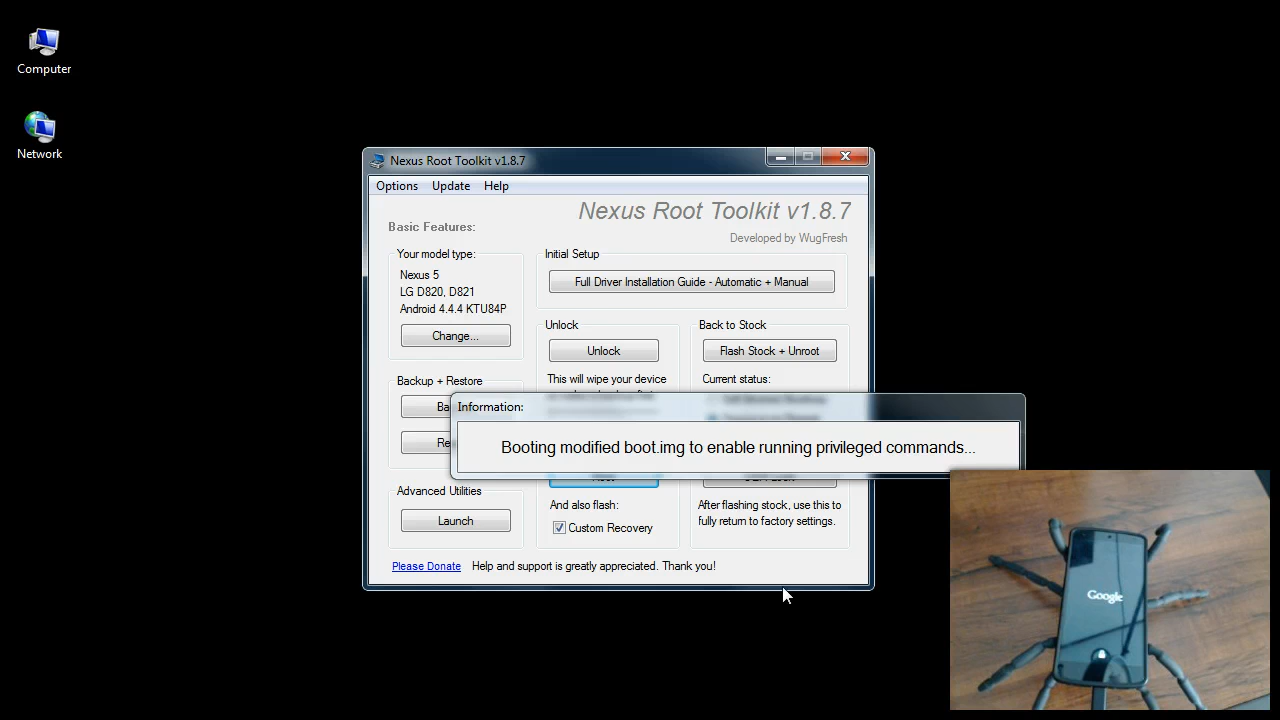 Computer
Network
Nexus Root Toolkit v1.8.7
Options Update Help
Nexus Root Toolkit v1.8.7
Developed by WugFresh
Basic Features:
Your model type:
Nexus 5
LG D820, D821
Android 4.4.4 KTU84P
Change...
Initial Setup
Full Driver Installation Guide - Automatic + Manual
Unlock
Unlock
This will wipe your device
Back to Stock
Flash Stock + Unroot
Current status:
Backup + Restore
Information:
Booting modified boot.img to enable running privileged commands...
Advanced Utilities
Launch
And also flash:
Custom Recovery
After flashing stock, use this to
fully return to factory settings.
Please Donate Help and support is greatly appreciated. Thank you!
Google